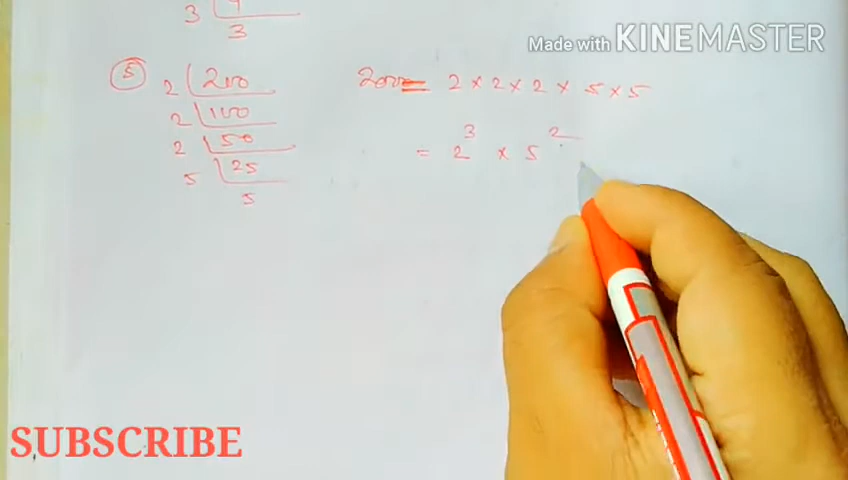 3 9
3
Made with KINEMASTER
5 2 200 200 = 2 × 2 × 2 × 5 × 5
2 100
2 50 = 2³ × 5²
5 25
5
SUBSCRIBE